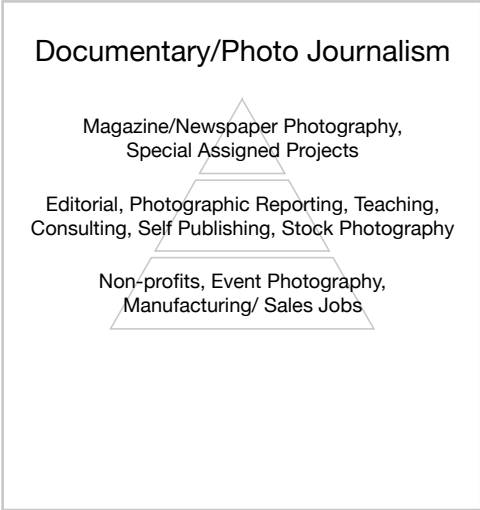 Documentary/Photo Journalism
Magazine/Newspaper Photography,
Special Assigned Projects
Editorial, Photographic Reporting, Teaching,
Consulting, Self Publishing, Stock Photography
Non-profits, Event Photography,
Manufacturing/ Sales Jobs